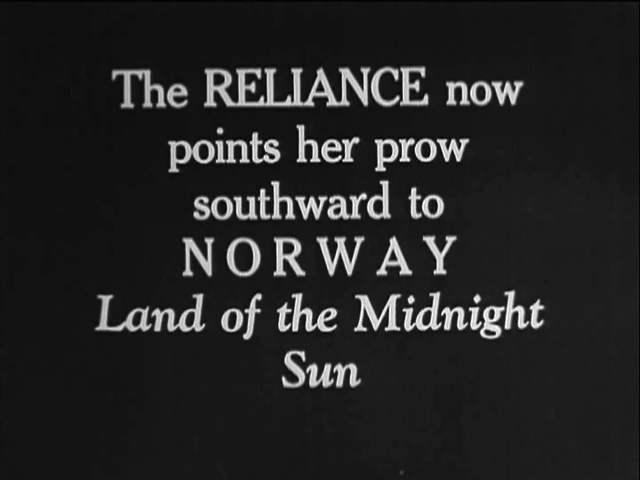 The RELIANCE now
points her prow
southward to
NORWAY
Land of the Midnight
Sun